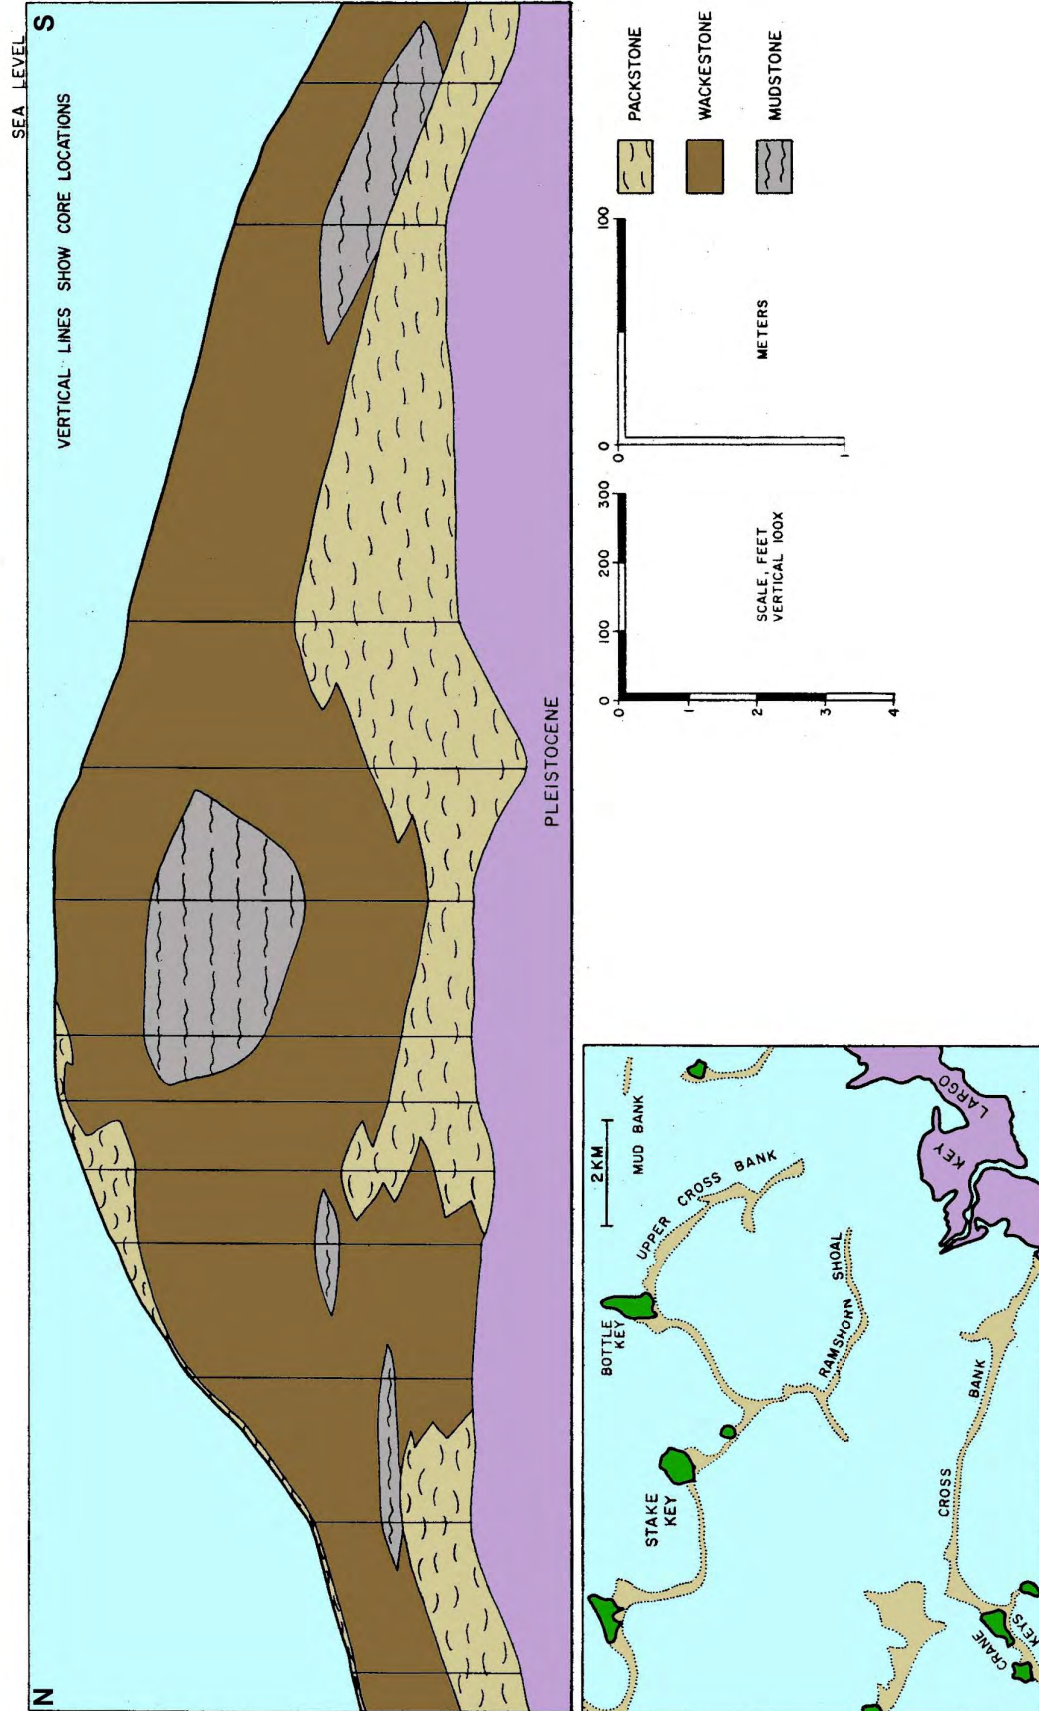 SEA LEVEL
N
S
VERTICAL LINES SHOW CORE LOCATIONS
PLEISTOCENE
BOTTLE
KEY
STAKE
KEY
UPPER CROSS BANK
2KM
MUD BANK
RAMSHORN SHOAL
CROSS BANK
CRANE
KEYS
KEY LARGO
0 100 200 300
0
1
2
3
4
SCALE, FEET
VERTICAL 100X
0 100
0
1
METERS
PACKSTONE
WACKESTONE
MUDSTONE